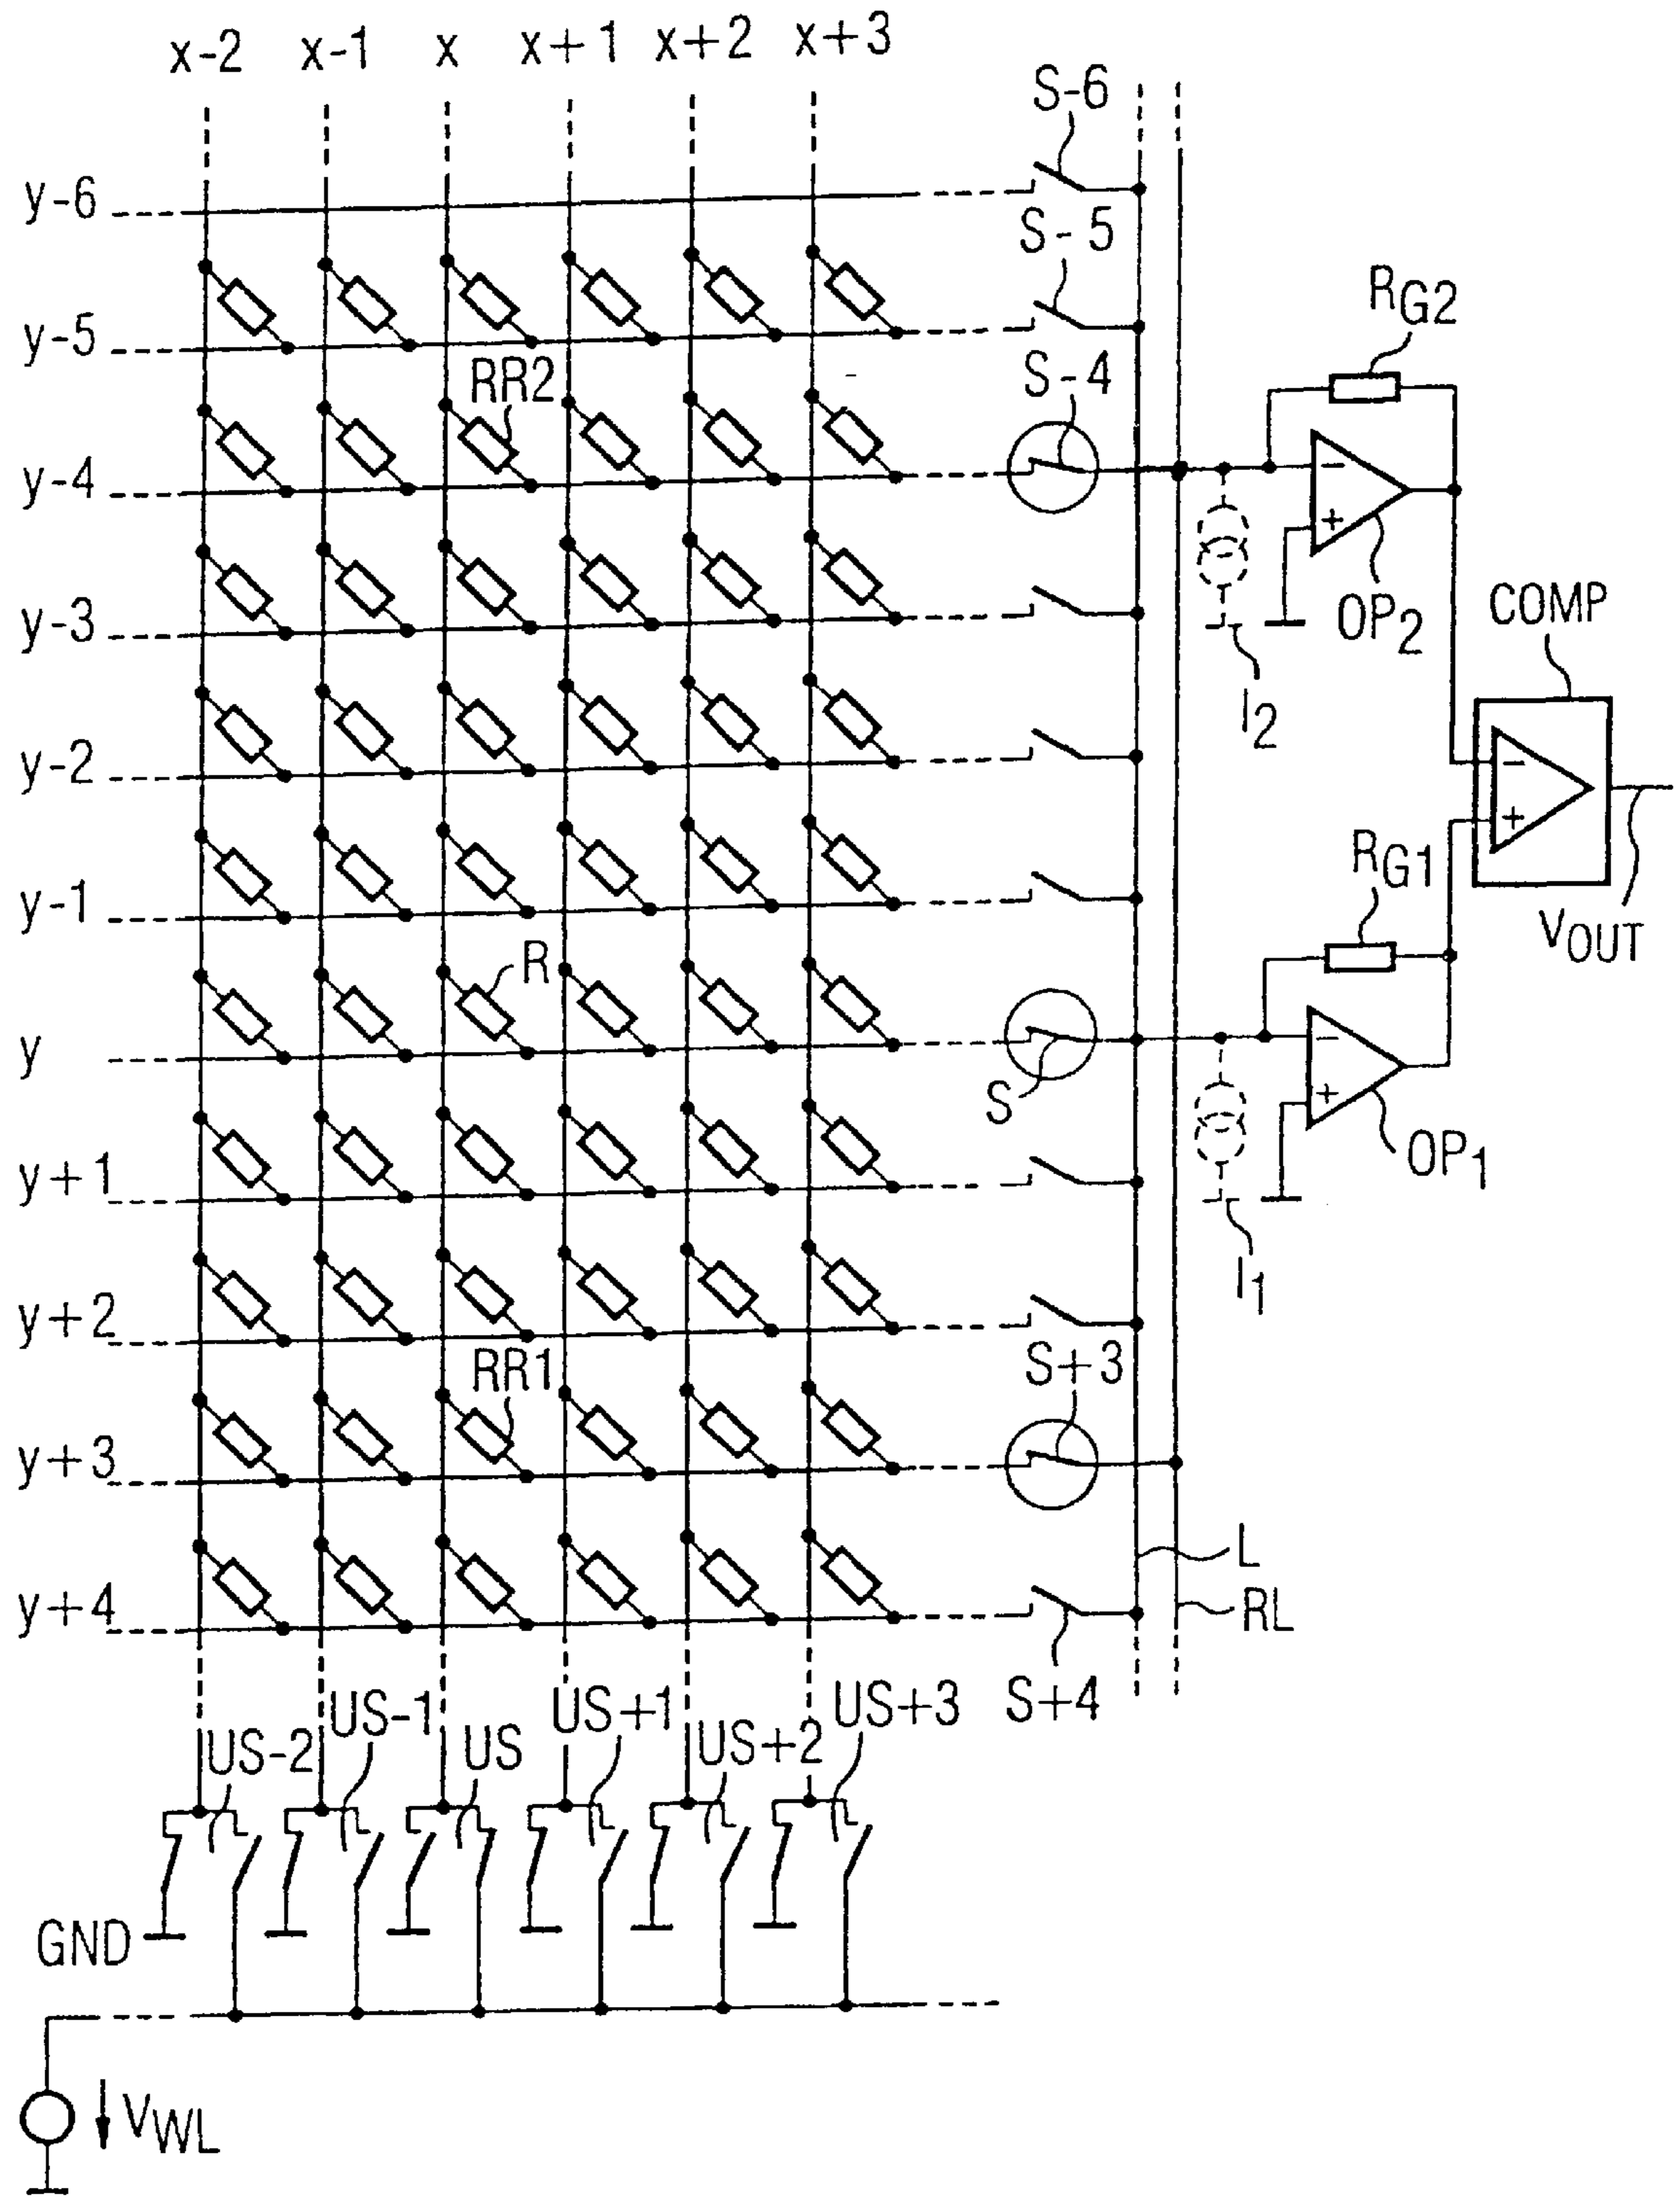 x-2 x-1 x x+1 x+2 x+3
S-6
y-6
S-5
y-5
RG2
RR2
S-4
y-4
OP2
COMP
y-3
I2
y-2
RG1
y-1
VOUT
R
y
S
OP1
y+1
I1
y+2
RR1
S+3
y+3
L
RL
y+4
S+4
US-2 US-1 US US+1 US+2 US+3
GND
VWL
− +
− +
− +